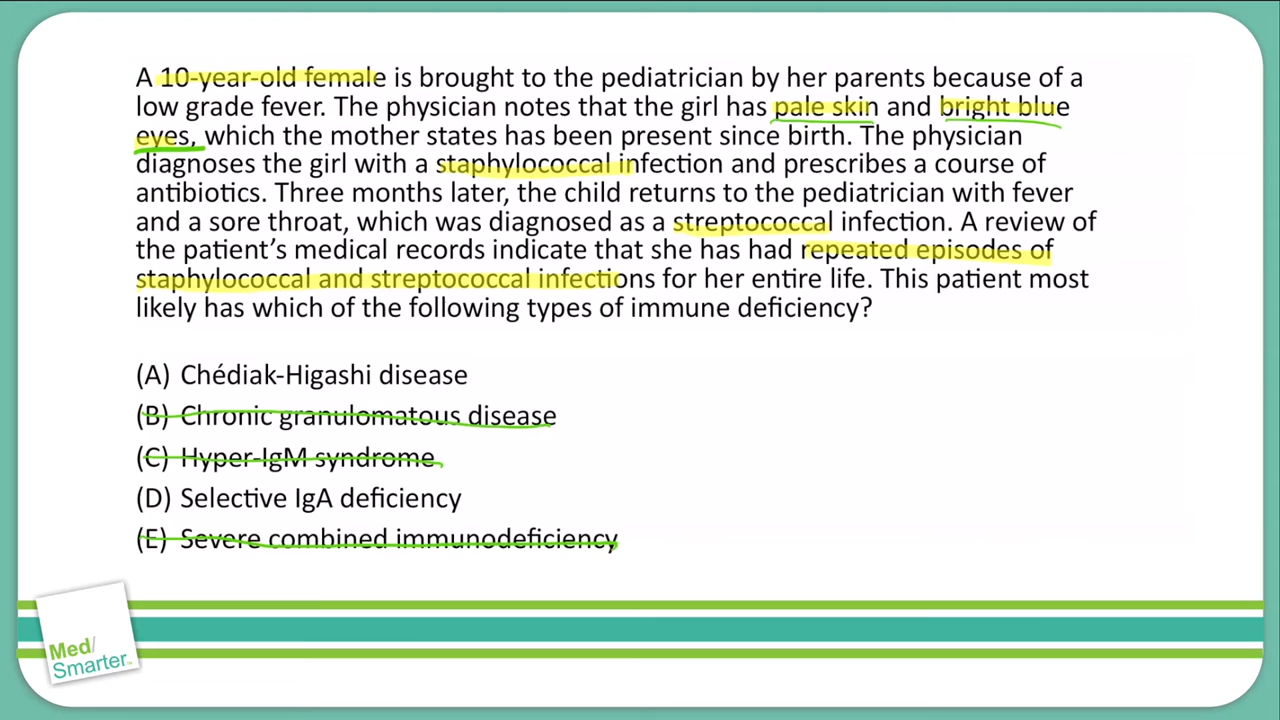 A 10-year-old female is brought to the pediatrician by her parents because of a
low grade fever. The physician notes that the girl has pale skin and bright blue
eyes, which the mother states has been present since birth. The physician
diagnoses the girl with a staphylococcal infection and prescribes a course of
antibiotics. Three months later, the child returns to the pediatrician with fever
and a sore throat, which was diagnosed as a streptococcal infection. A review of
the patient's medical records indicate that she has had repeated episodes of
staphylococcal and streptococcal infections for her entire life. This patient most
likely has which of the following types of immune deficiency?
(A) Chédiak-Higashi disease
(B) Chronic granulomatous disease
(C) Hyper-IgM syndrome
(D) Selective IgA deficiency
(E) Severe combined immunodeficiency
Med/
Smarter™